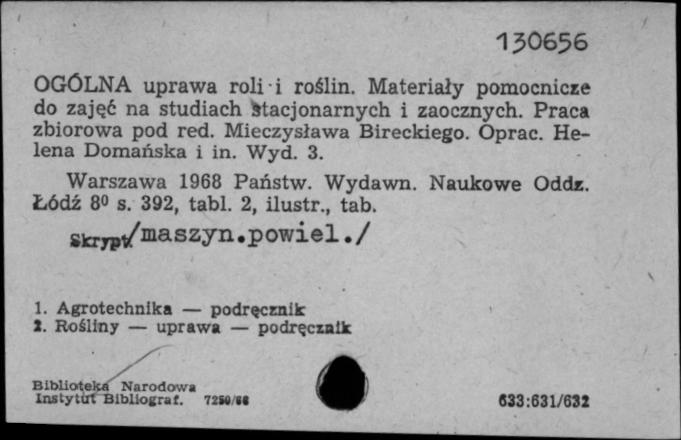 130656
OGÓLNA uprawa roli i roślin. Materiały pomocnicze
do zajęć na studiach stacjonarnych i zaocznych. Praca
zbiorowa pod red. Mieczysława Bireckiego. Oprac. He-
lena Domańska i in. Wyd. 3.
Warszawa 1968 Państw. Wydawn. Naukowe Oddz.
Łódź 8⁰ s. 392, tabl. 2, ilustr., tab.
Skrypt /maszyn.powiel./
1. Agrotechnika — podręcznik
2. Rośliny — uprawa — podręcznik
Biblioteka Narodowa
Instytut Bibliograf. 7250/68
633:631/632